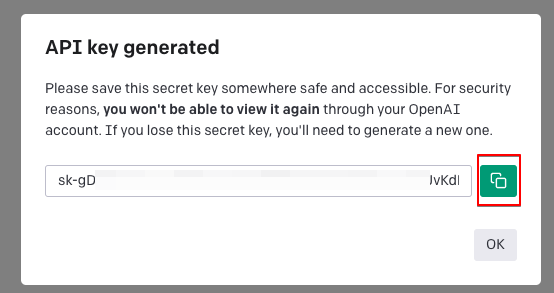 API key generated
Please save this secret key somewhere safe and accessible. For security
reasons, you won't be able to view it again through your OpenAI
account. If you lose this secret key, you'll need to generate a new one.
sk-gD
OK